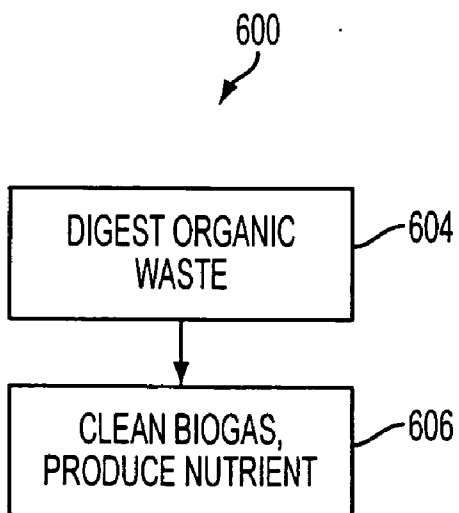 600
DIGEST ORGANIC
WASTE
604
CLEAN BIOGAS,
PRODUCE NUTRIENT
606